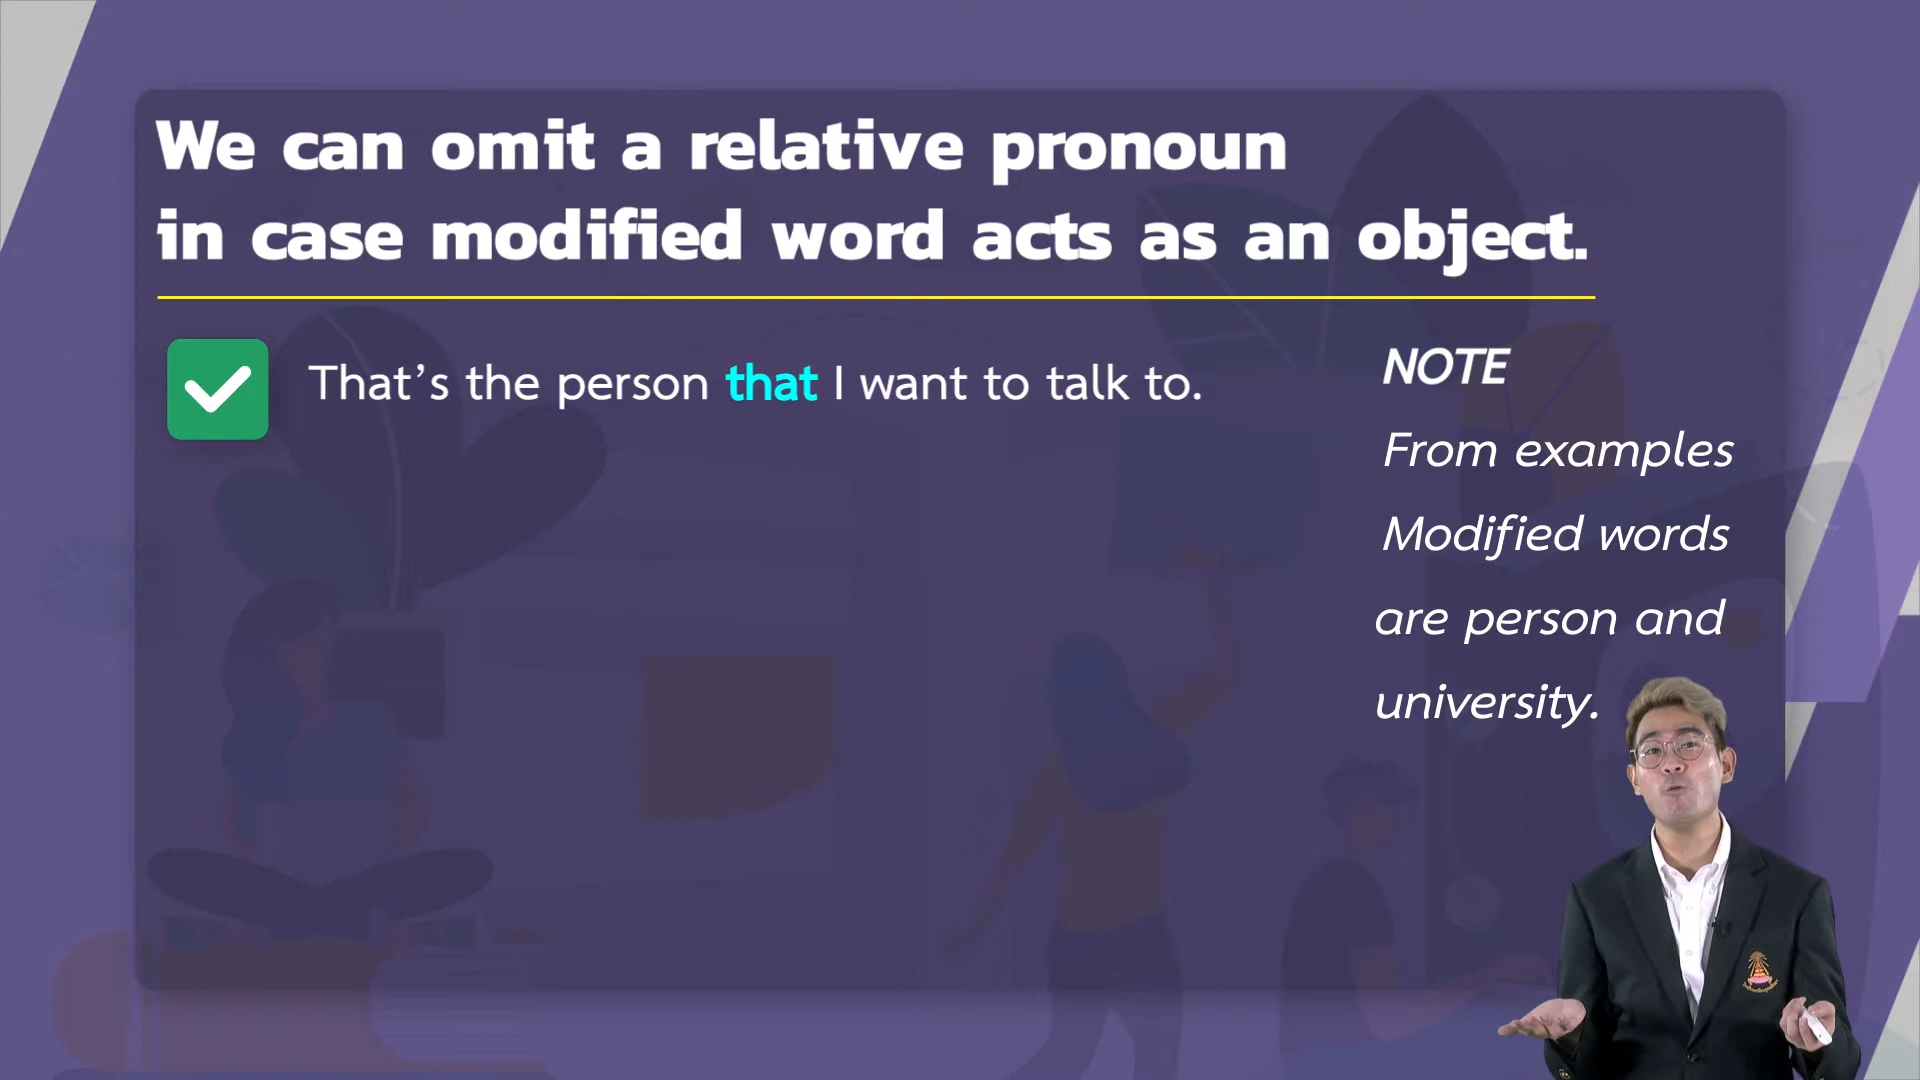 We can omit a relative pronoun
in case modified word acts as an object.
That’s the person that I want to talk to.
NOTE
From examples
Modified words
are person and
university.